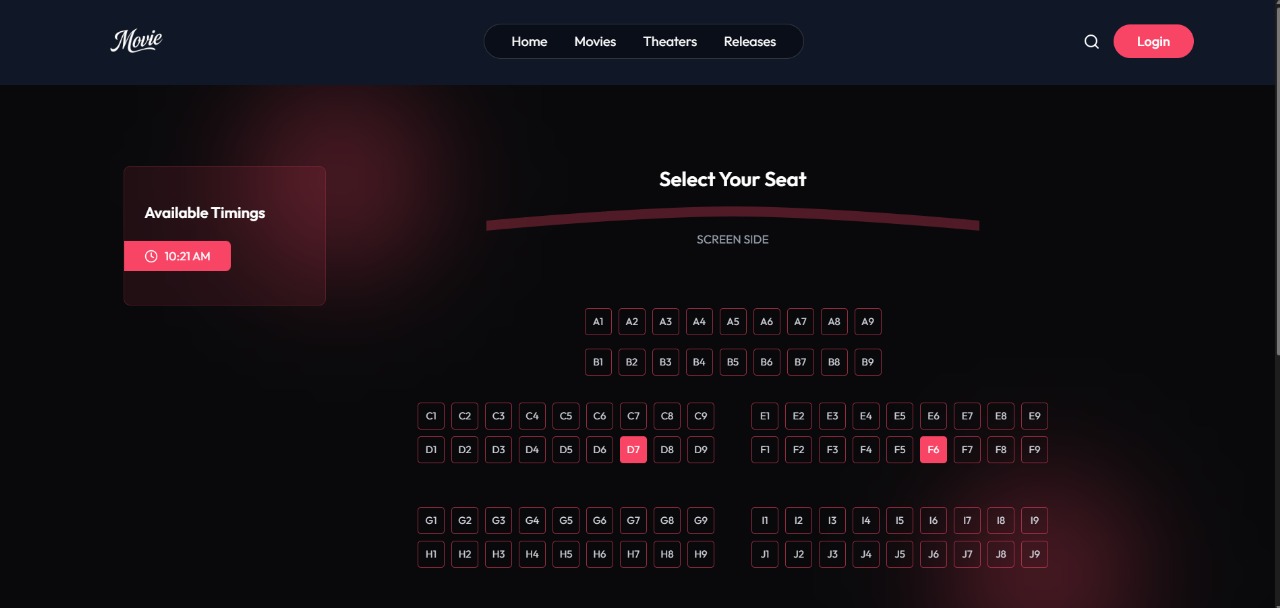 Movie
Home Movies Theaters Releases
Login
Available Timings
10:21 AM
Select Your Seat
SCREEN SIDE
A1 A2 A3 A4 A5 A6 A7 A8 A9
B1 B2 B3 B4 B5 B6 B7 B8 B9
C1 C2 C3 C4 C5 C6 C7 C8 C9 E1 E2 E3 E4 E5 E6 E7 E8 E9
D1 D2 D3 D4 D5 D6 D7 D8 D9 F1 F2 F3 F4 F5 F6 F7 F8 F9
G1 G2 G3 G4 G5 G6 G7 G8 G9 I1 I2 I3 I4 I5 I6 I7 I8 I9
H1 H2 H3 H4 H5 H6 H7 H8 H9 J1 J2 J3 J4 J5 J6 J7 J8 J9